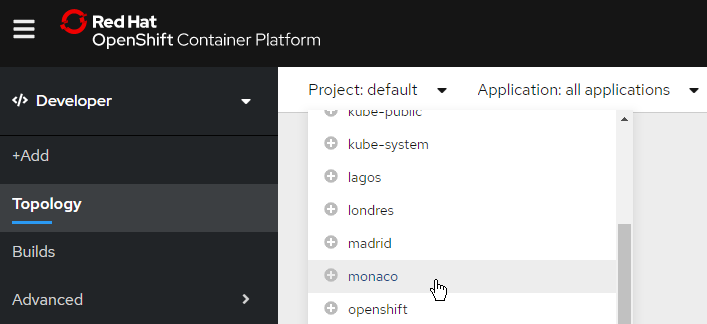 Red Hat
OpenShift Container Platform
</> Developer
Project: default
Application: all applications
+Add
Topology
Builds
Advanced
kube-public
kube-system
lagos
londres
madrid
monaco
openshift